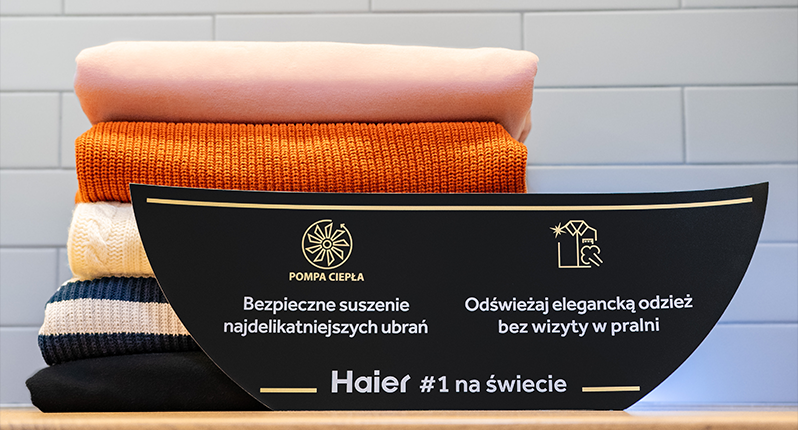 POMPA CIEPŁA
Bezpieczne suszenie
najdelikatniejszych ubrań
Odświeżaj elegancką odzież
bez wizyty w pralni
Haier #1 na świecie